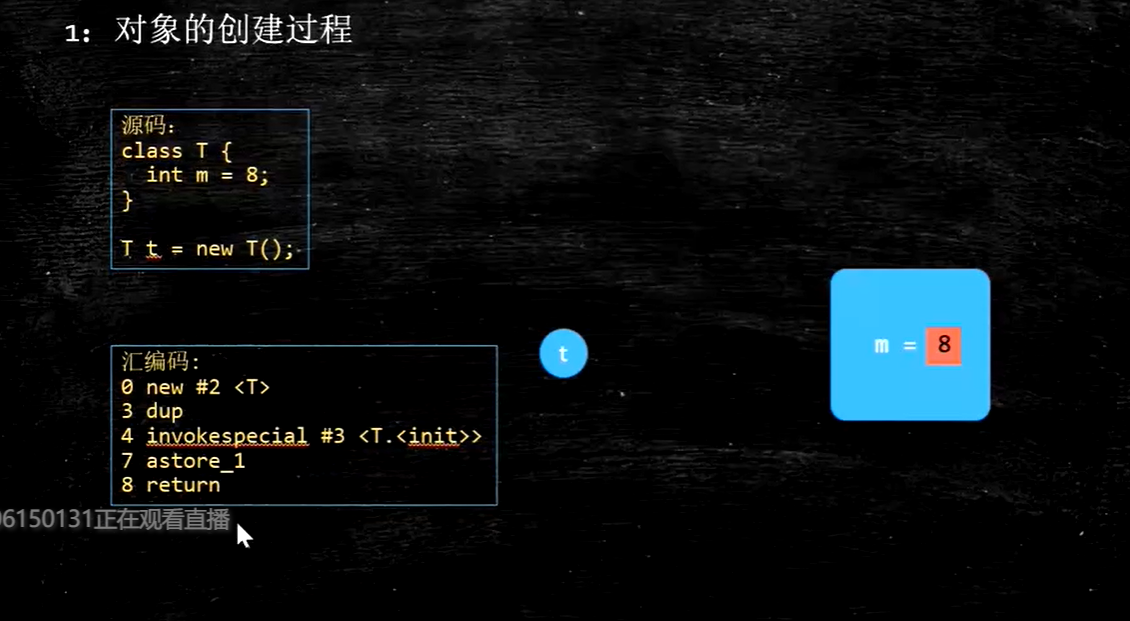 1: 对象的创建过程
源码:
class T {
int m = 8;
}
T t = new T();
汇编码:
0 new #2 <T>
3 dup
4 invokespecial #3 <T.<init>>
7 astore_1
8 return
t
m = 8
06150131正在观看直播